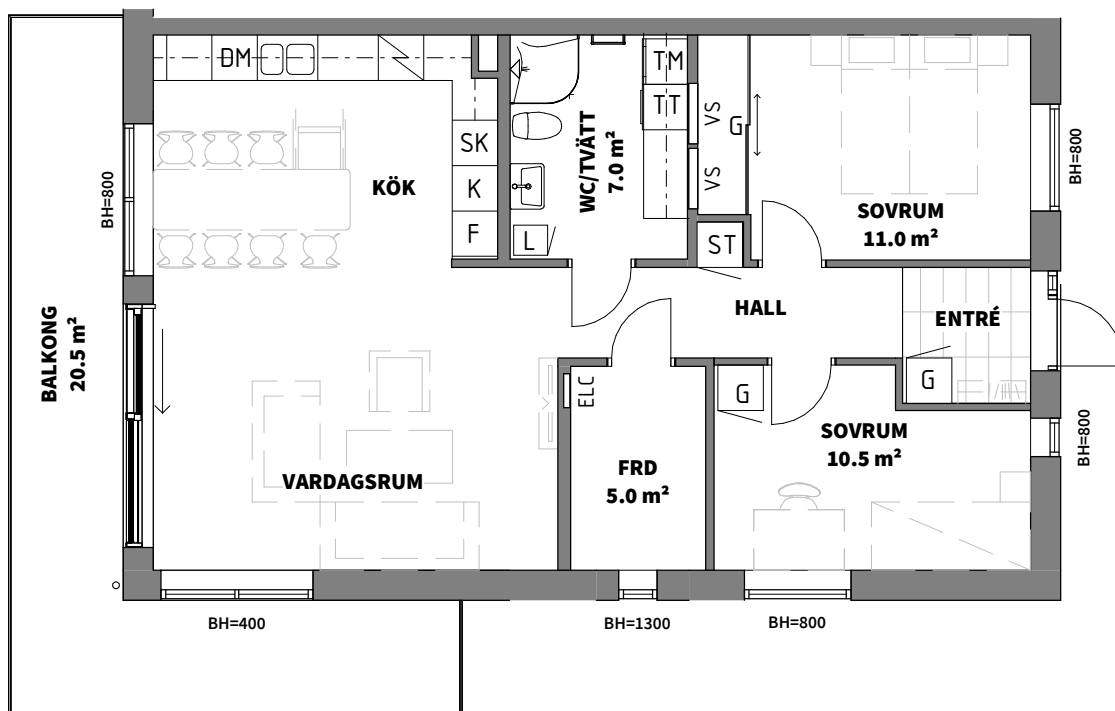 DM
TM
TT
VS
VS
G
SK
K
F
L
ST
KÖK
WC/TVÄTT
7.0 m²
SOVRUM
11.0 m²
BH=800
BH=800
BALKONG
20.5 m²
HALL
ENTRÉ
G
G
ELC
VARDAGSRUM
FRD
5.0 m²
SOVRUM
10.5 m²
BH=800
BH=400
BH=1300
BH=800